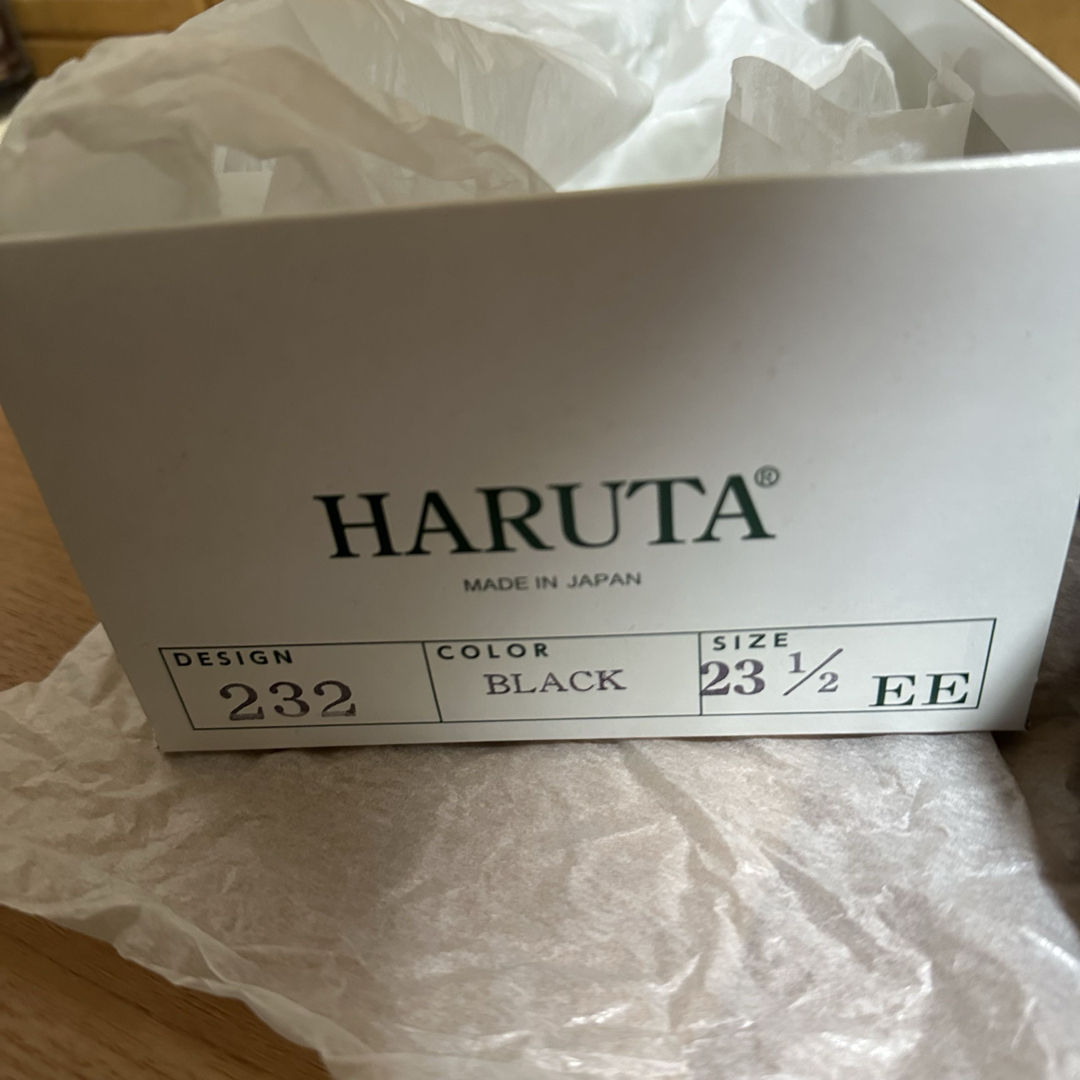 HARUTA®
MADE IN JAPAN
DESIGN COLOR SIZE
232 BLACK 23 ½ EE